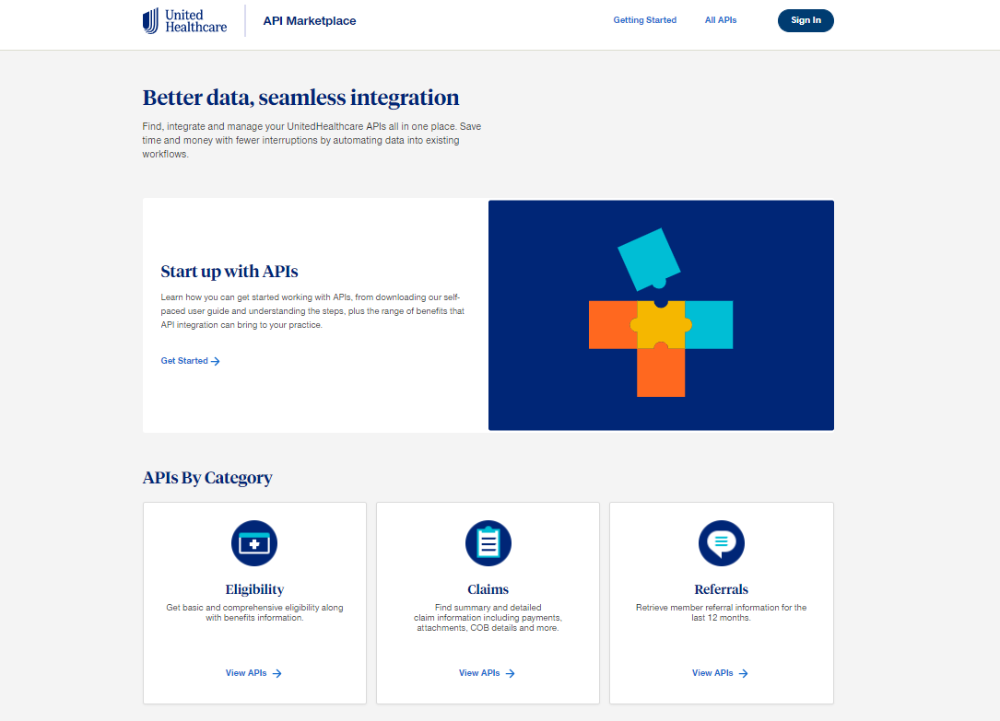 United
Healthcare
API Marketplace
Getting Started
All APIs
Sign In
Better data, seamless integration
Find, integrate and manage your UnitedHealthcare APIs all in one place. Save
time and money with fewer interruptions by automating data into existing
workflows.
Start up with APIs
Learn how you can get started working with APIs, from downloading our self-
paced user guide and understanding the steps, plus the range of benefits that
API integration can bring to your practice.
Get Started
APIs By Category
Eligibility
Get basic and comprehensive eligibility along
with benefits information.
View APIs
Claims
Find summary and detailed
claim information including payments,
attachments, COB details and more.
View APIs
Referrals
Retrieve member referral information for the
last 12 months.
View APIs